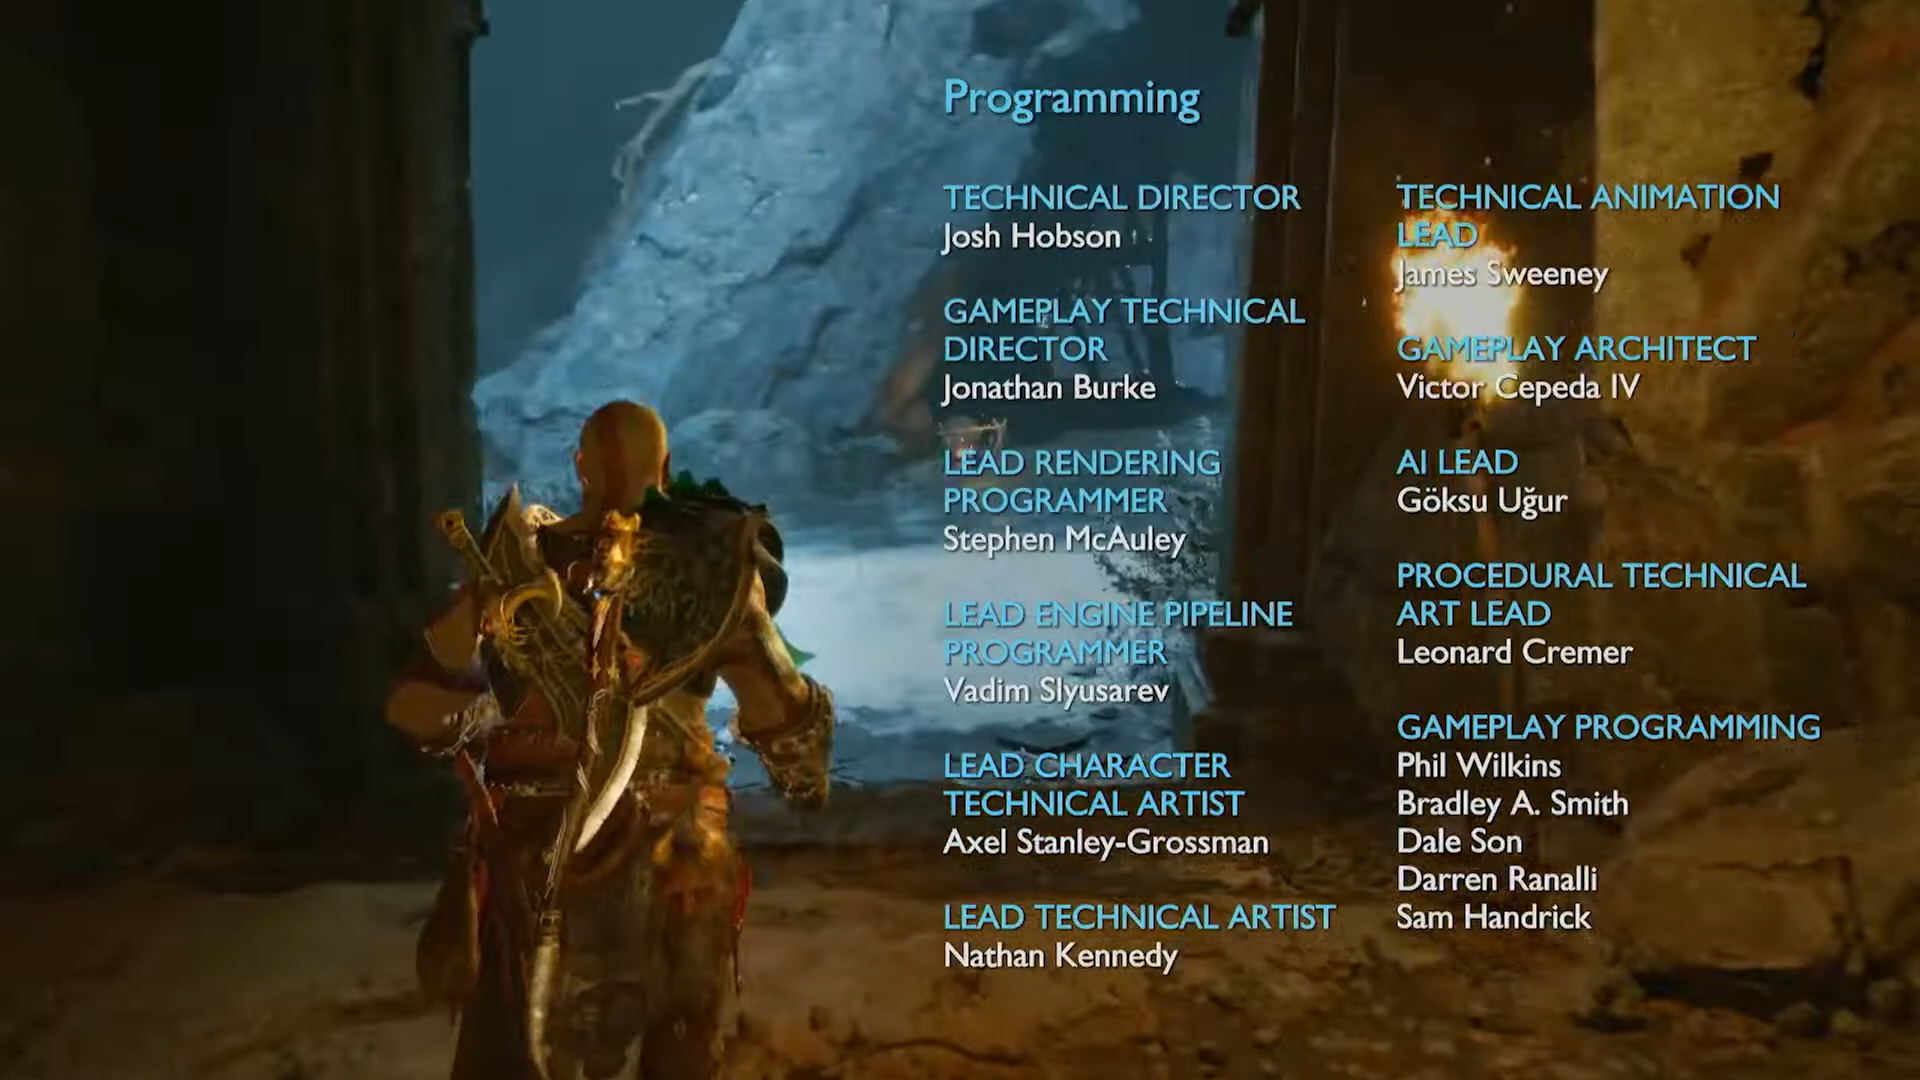 Programming
TECHNICAL DIRECTOR
Josh Hobson
GAMEPLAY TECHNICAL
DIRECTOR
Jonathan Burke
LEAD RENDERING
PROGRAMMER
Stephen McAuley
LEAD ENGINE PIPELINE
PROGRAMMER
Vadim Slyusarev
LEAD CHARACTER
TECHNICAL ARTIST
Axel Stanley-Grossman
LEAD TECHNICAL ARTIST
Nathan Kennedy
TECHNICAL ANIMATION
LEAD
James Sweeney
GAMEPLAY ARCHITECT
Victor Cepeda IV
AI LEAD
Göksu Uğur
PROCEDURAL TECHNICAL
ART LEAD
Leonard Cremer
GAMEPLAY PROGRAMMING
Phil Wilkins
Bradley A. Smith
Dale Son
Darren Ranalli
Sam Handrick